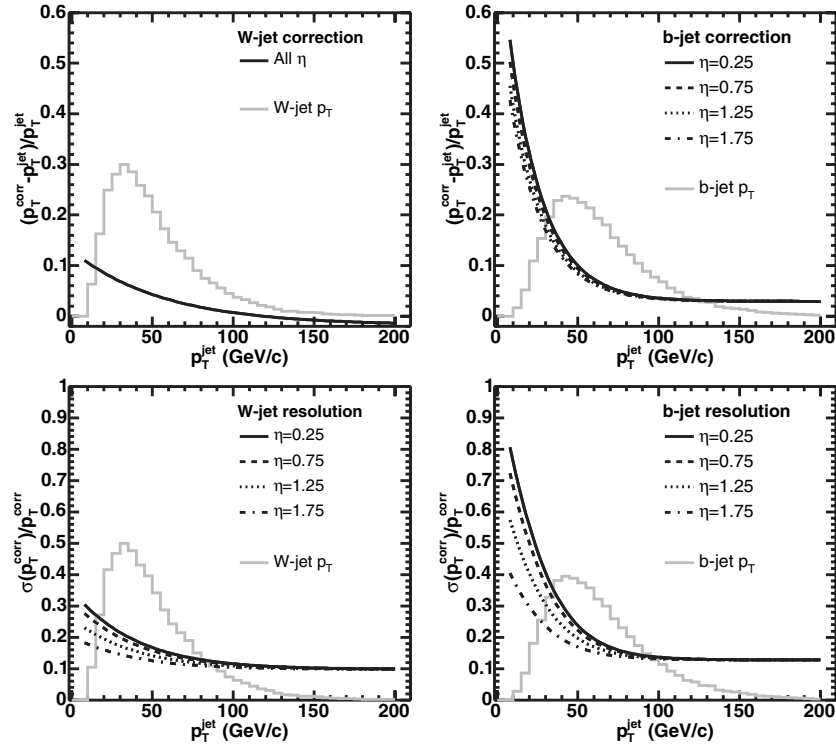 W-jet correction
All η
W-jet p_T
(p_T^corr-p_T^jet)/p_T^jet
0.6
0.5
0.4
0.3
0.2
0.1
0
0 50 100 150 200
p_T^jet (GeV/c)
b-jet correction
η=0.25
η=0.75
η=1.25
η=1.75
b-jet p_T
(p_T^corr-p_T^jet)/p_T^jet
0.6
0.5
0.4
0.3
0.2
0.1
0
0 50 100 150 200
p_T^jet (GeV/c)
W-jet resolution
η=0.25
η=0.75
η=1.25
η=1.75
W-jet p_T
σ(p_T^corr)/p_T^corr
1
0.9
0.8
0.7
0.6
0.5
0.4
0.3
0.2
0.1
0
0 50 100 150 200
p_T^jet (GeV/c)
b-jet resolution
η=0.25
η=0.75
η=1.25
η=1.75
b-jet p_T
σ(p_T^corr)/p_T^corr
1
0.9
0.8
0.7
0.6
0.5
0.4
0.3
0.2
0.1
0
0 50 100 150 200
p_T^jet (GeV/c)